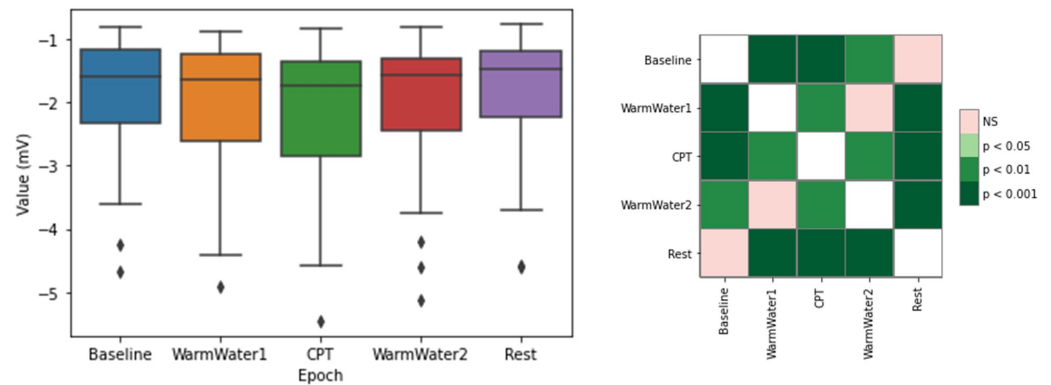 Value (mV)
−1
−2
−3
−4
−5
Baseline WarmWater1 CPT WarmWater2 Rest
Epoch
Baseline
WarmWater1
CPT
WarmWater2
Rest
Baseline
WarmWater1
CPT
WarmWater2
Rest
NS
p < 0.05
p < 0.01
p < 0.001